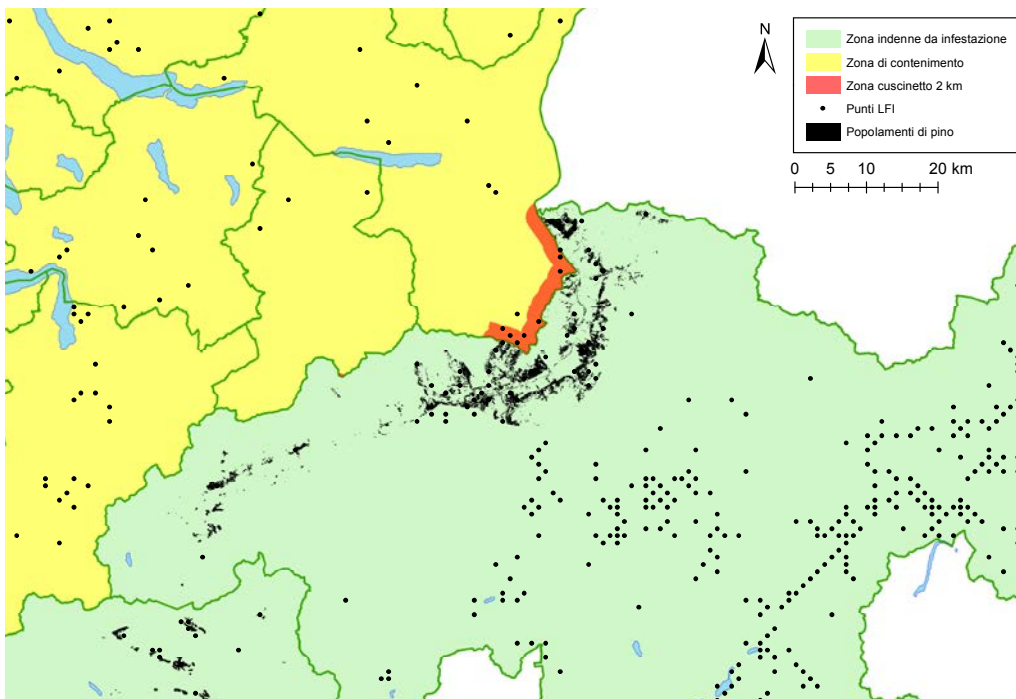 N
Zona indenne da infestazione
Zona di contenimento
Zona cuscinetto 2 km
Punti LFI
Popolamenti di pino
0 5 10 20 km